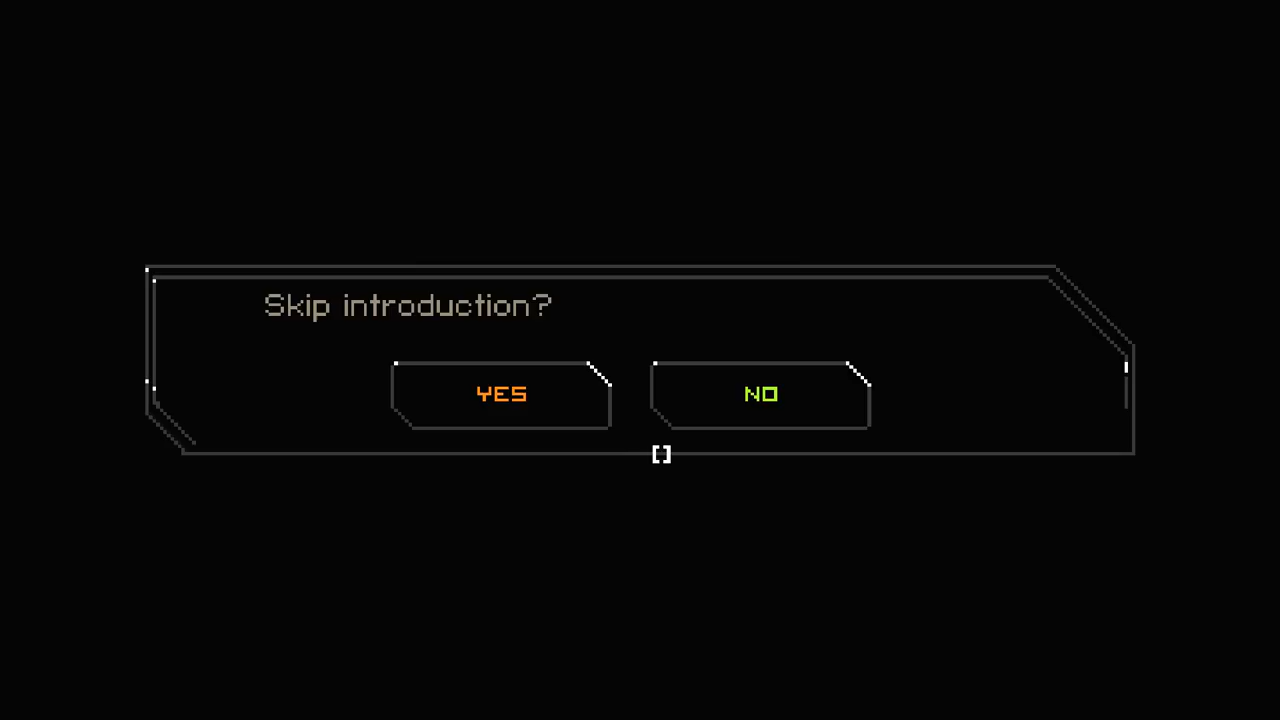 Skip introduction?
YES NO
[]